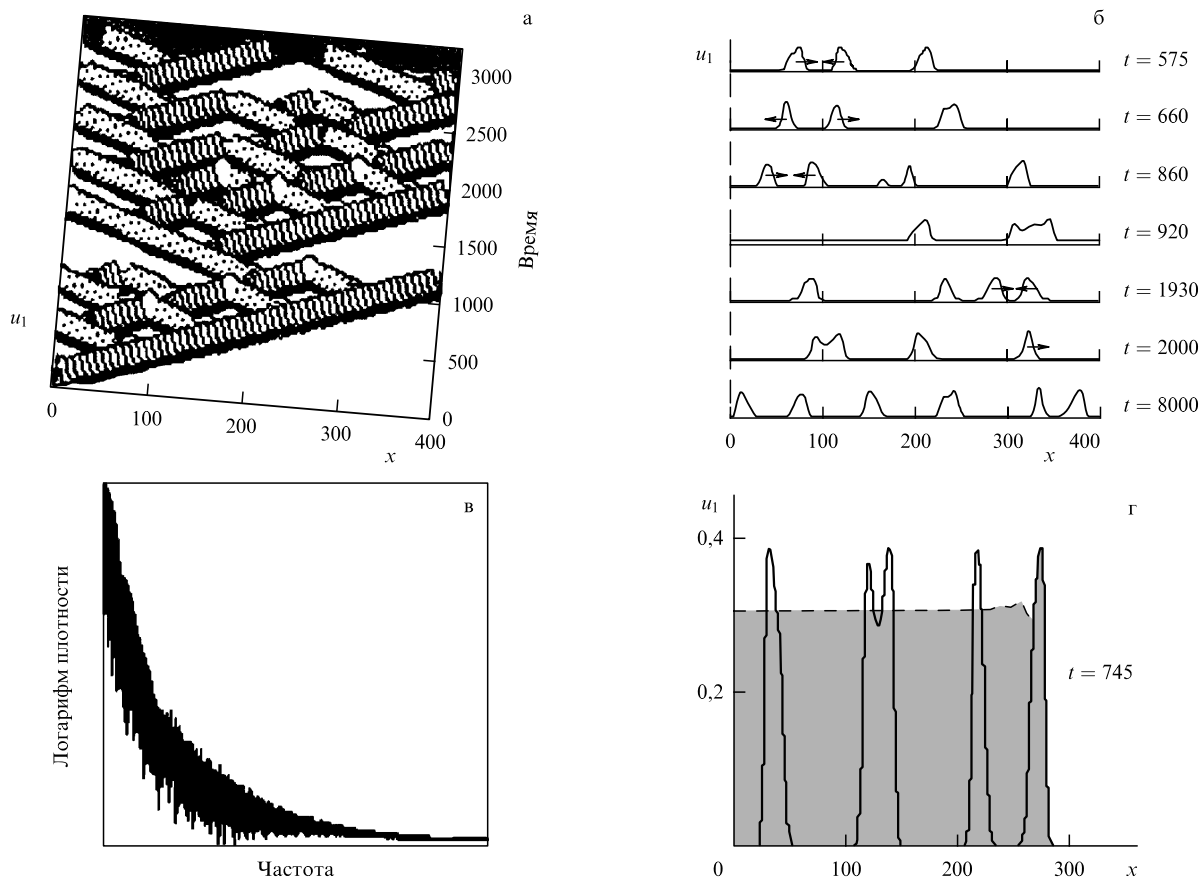 а
3000
2500
2000
1500
1000
500
0
Время
u1
0
100
200
300
400
x
б
u1
t = 575
t = 660
t = 860
t = 920
t = 1930
t = 2000
t = 8000
0
100
200
300
400
x
в
Логарифм плотности
Частота
г
u1
0,4
0,2
t = 745
0
100
200
300
x